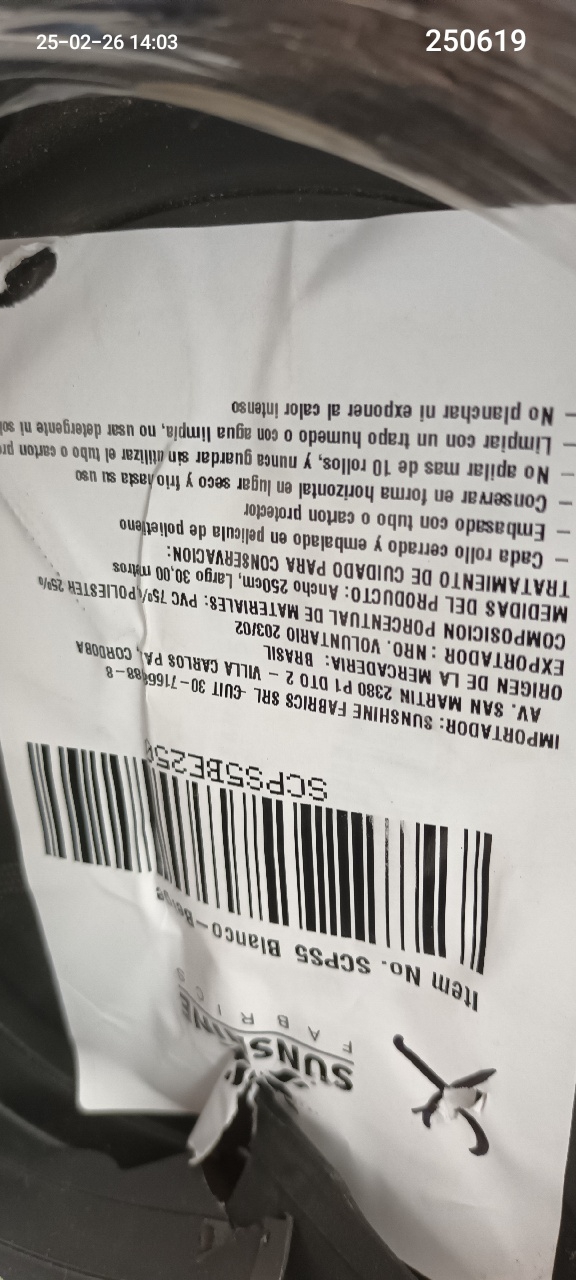 25-02-26 14:03
250619
SUNSHINE
FABRICS
Item No. SCPS5 Blanco-Beige
SCPS5BE250
IMPORTADOR: SUNSHINE FABRICS SRL CUIT 30-71
AV. SAN MARTIN 2380 P1 DTO 2 - VILLA CARLOS PA, CORDOBA
ORIGEN DE LA MERCADERIA: BRASIL
EXPORTADOR : NRO. VOLUNTARIO 203/02
COMPOSICION PORCENTUAL DE MATERIALES: PVC 75% POLIESTER 25%
MEDIDAS DEL PRODUCTO: Ancho 250cm, Largo 30,00 metros
TRATAMIENTO DE CUIDADO PARA CONSERVACION:
- Cada rollo cerrado y embalado en pelicula de polietileno
- Embasado con tubo o carton protector
- Conservar en forma horizontal en lugar seco y frio hasta su uso
- No apilar mas de 10 rollos, y nunca guardar sin utilizar el tubo o carton
- Limpiar con un trapo humedo o con agua limpia, no usar detergente ni
- No planchar ni exponer al calor intenso